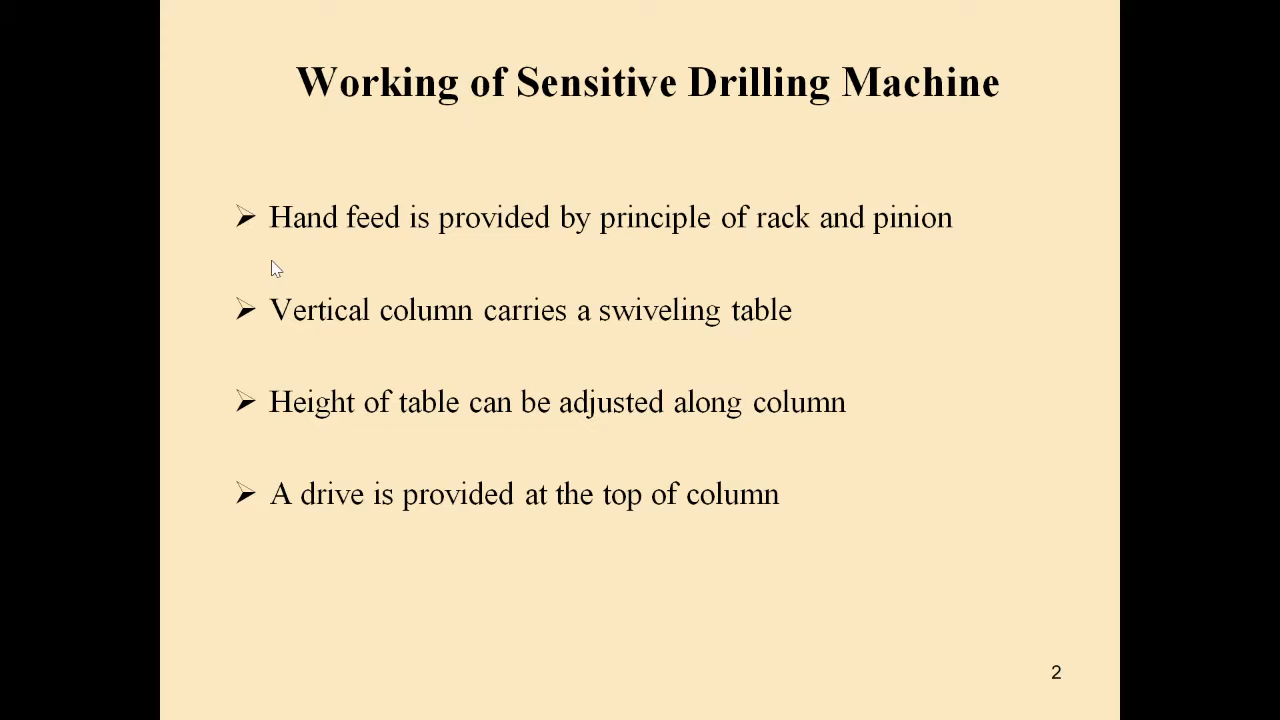 Working of Sensitive Drilling Machine
➢ Hand feed is provided by principle of rack and pinion
➢ Vertical column carries a swiveling table
➢ Height of table can be adjusted along column
➢ A drive is provided at the top of column
2